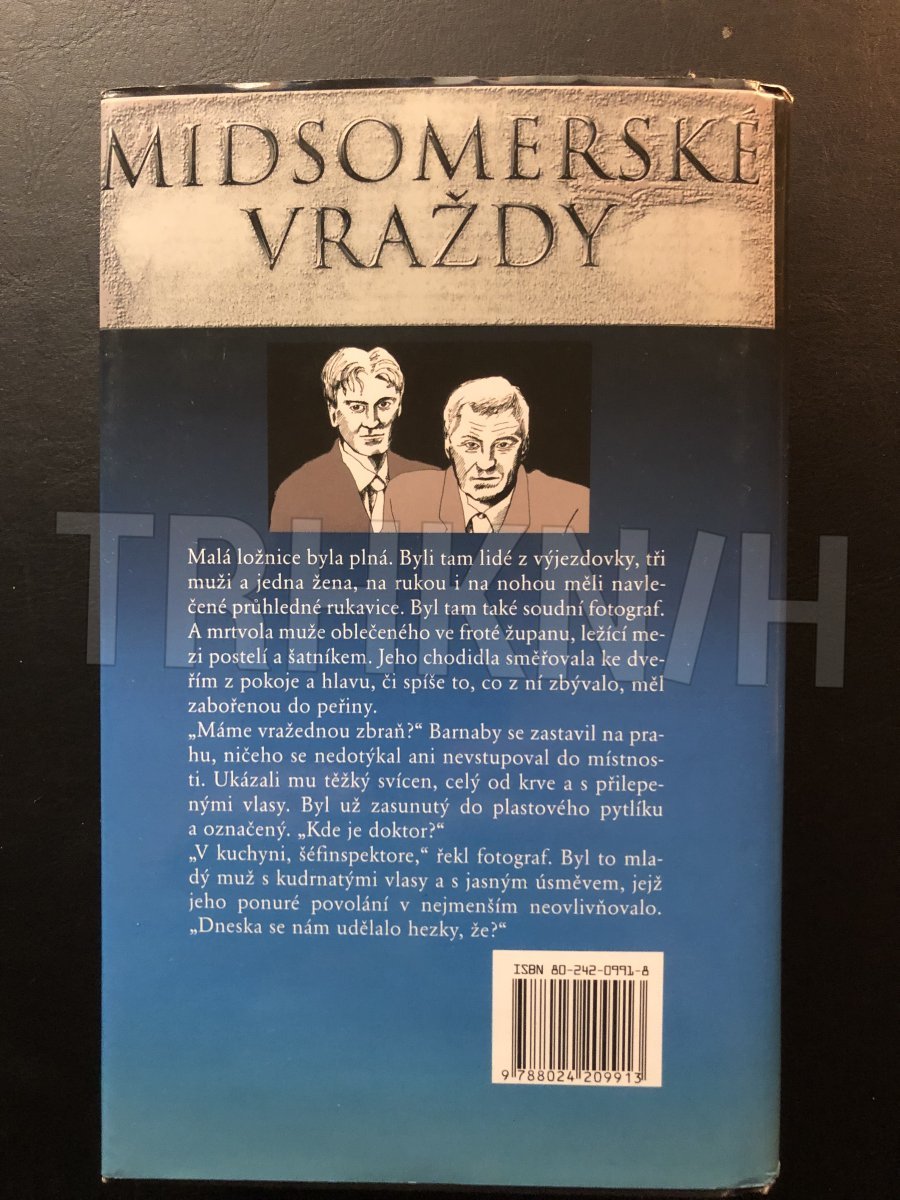 MIDSOMERSKÉ
VRAŽDY
Malá ložnice byla plná. Byli tam lidé z výjezdovky, tři
muži a jedna žena, na rukou i na nohou měli navle-
čené průhledné rukavice. Byl tam také soudní fotograf.
A mrtvola muže oblečeného ve froté županu, ležící me-
zi postelí a šatníkem. Jeho chodidla směřovala ke dve-
řím z pokoje a hlavu, či spíše to, co z ní zbývalo, měl
zabořenou do peřiny.
„Máme vražednou zbraň?“ Barnaby se zastavil na pra-
hu, ničeho se nedotýkal ani nevstupoval do místnos-
ti. Ukázali mu těžký svícen, celý od krve a s přilepe-
nými vlasy. Byl už zasunutý do plastového pytlíku
a označený. „Kde je doktor?“
„V kuchyni, šéfinspektore,“ řekl fotograf. Byl to mla-
dý muž s kudrnatými vlasy a s jasným úsměvem, jejž
jeho ponuré povolání v nejmenším neovlivňovalo.
„Dneska se nám udělalo hezky, že?“
ISBN 80-242-0991-8
9 788024 209913
TRHKN/H